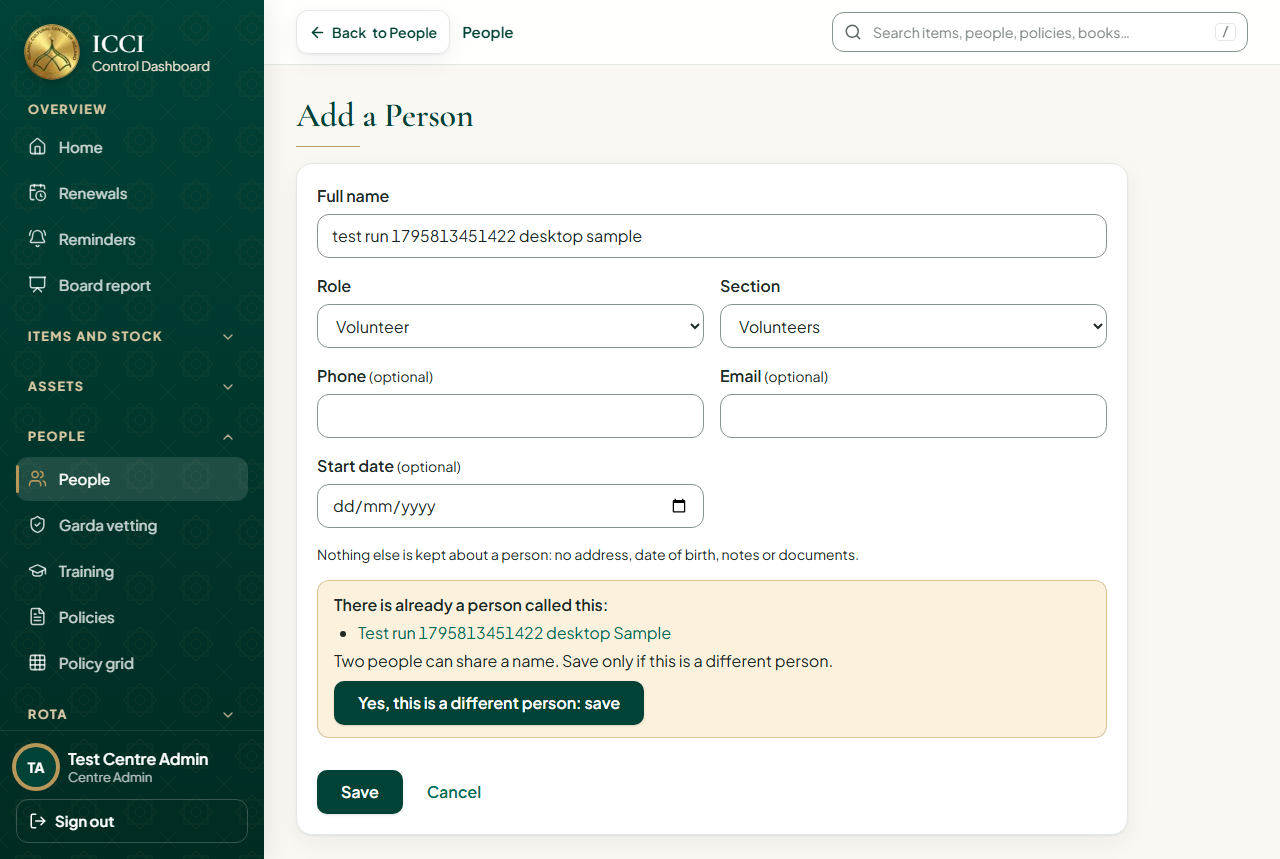 ICCI
Control Dashboard
OVERVIEW
Home
Renewals
Reminders
Board report
ITEMS AND STOCK
ASSETS
PEOPLE
People
Garda vetting
Training
Policies
Policy grid
ROTA
TA
Test Centre Admin
Centre Admin
Sign out
Back to People
People
Search items, people, policies, books...
/
Add a Person
Full name
test run 1795813451422 desktop sample
Role
Section
Volunteer
Volunteers
Phone (optional)
Email (optional)
Start date (optional)
dd/mm/yyyy
Nothing else is kept about a person: no address, date of birth, notes or documents.
There is already a person called this:
Test run 1795813451422 desktop Sample
Two people can share a name. Save only if this is a different person.
Yes, this is a different person: save
Save
Cancel